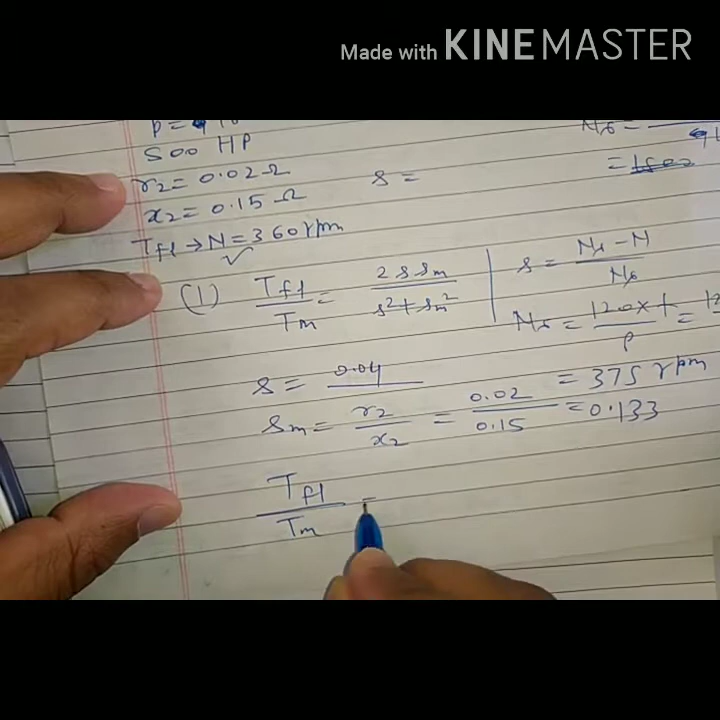 Made with KINEMASTER
P =
500 HP
r2 = 0.02 Ω
x2 = 0.15 Ω
Tfl → N = 360 rpm
s =
Ns =
= 1500
(1) Tfl / Tm = 2 s sm / s² + sm²
s = Ns - N / Ns
Ns = 120 × f / P =
= 375 rpm
s = 0.04
sm = r2 / x2 = 0.02 / 0.15 = 0.133
Tfl / Tm =